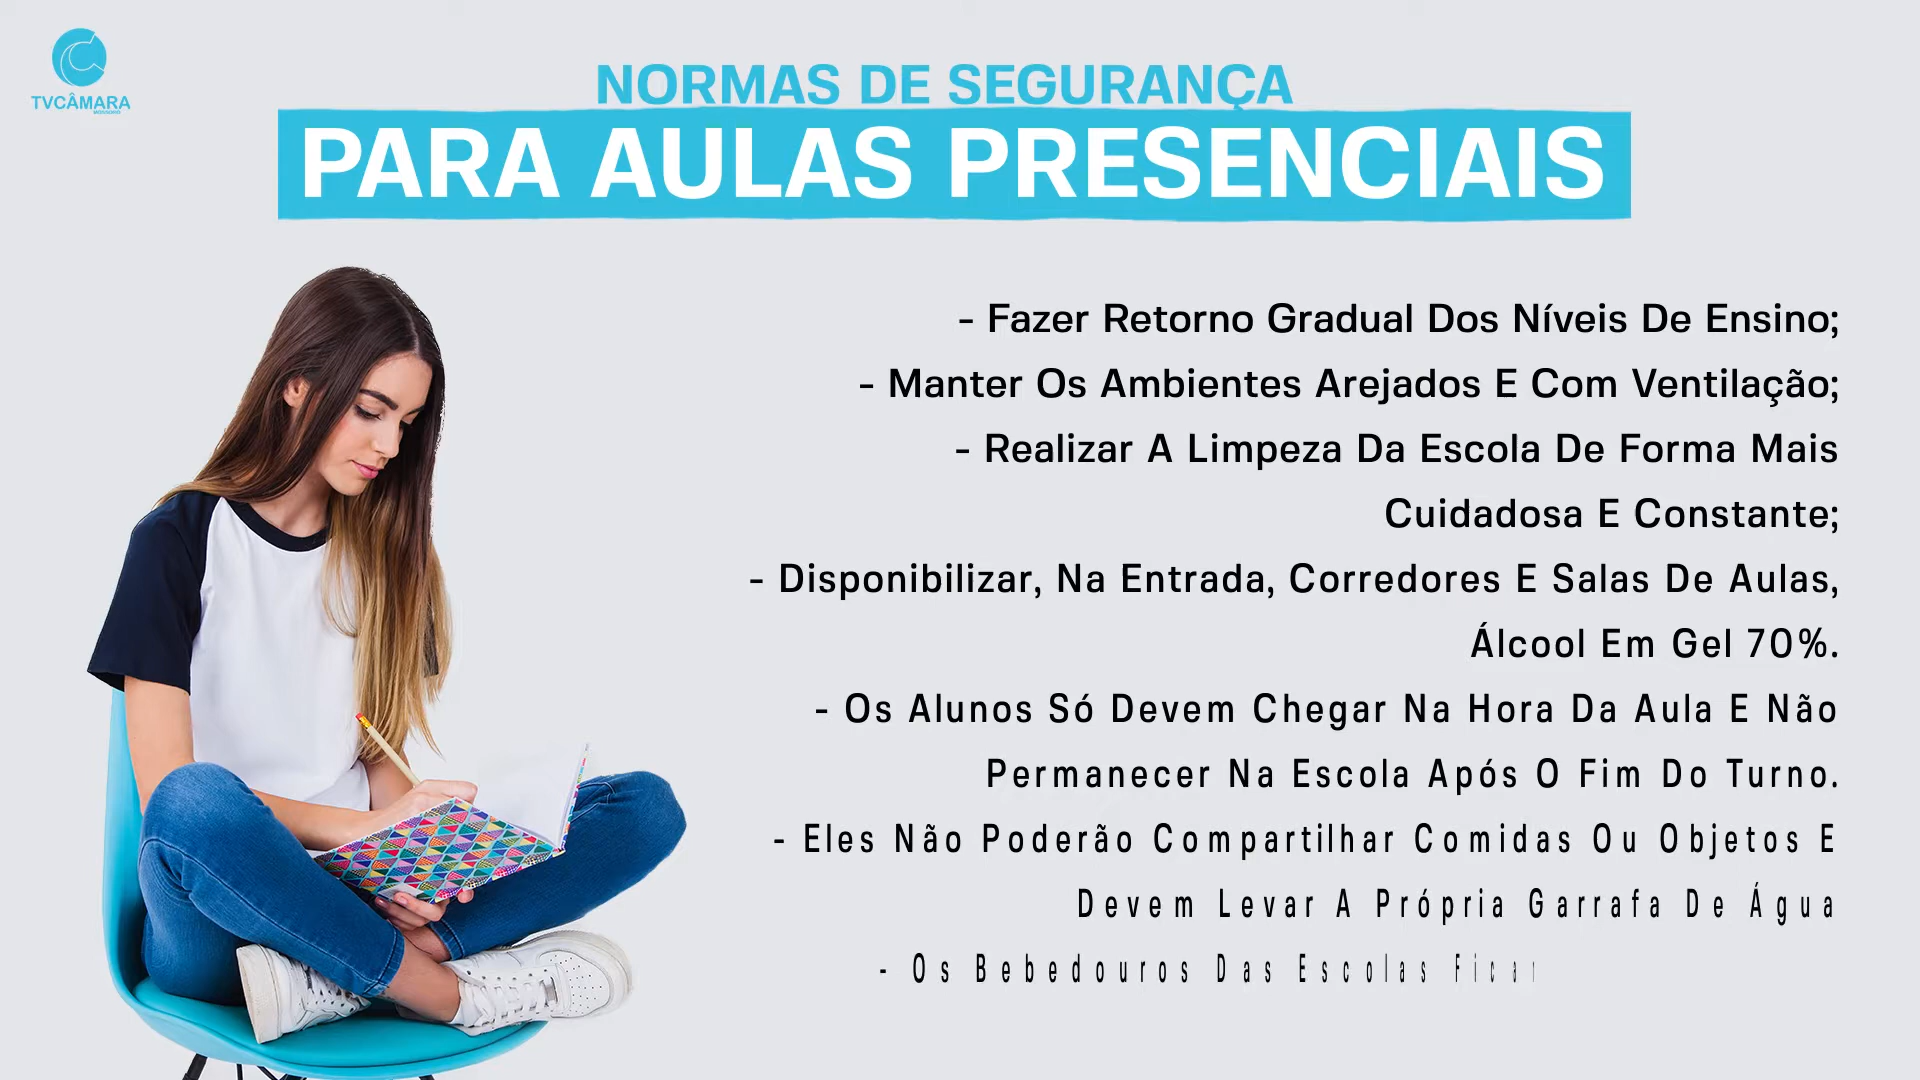 TVCÂMARA
NORMAS DE SEGURANÇA
PARA AULAS PRESENCIAIS
- Fazer Retorno Gradual Dos Níveis De Ensino;
- Manter Os Ambientes Arejados E Com Ventilação;
- Realizar A Limpeza Da Escola De Forma Mais
Cuidadosa E Constante;
- Disponibilizar, Na Entrada, Corredores E Salas De Aulas,
Álcool Em Gel 70%.
- Os Alunos Só Devem Chegar Na Hora Da Aula E Não
Permanecer Na Escola Após O Fim Do Turno.
- Eles Não Poderão Compartilhar Comidas Ou Objetos E
Devem Levar A Própria Garrafa De Água
- Os Bebedouros Das Escolas